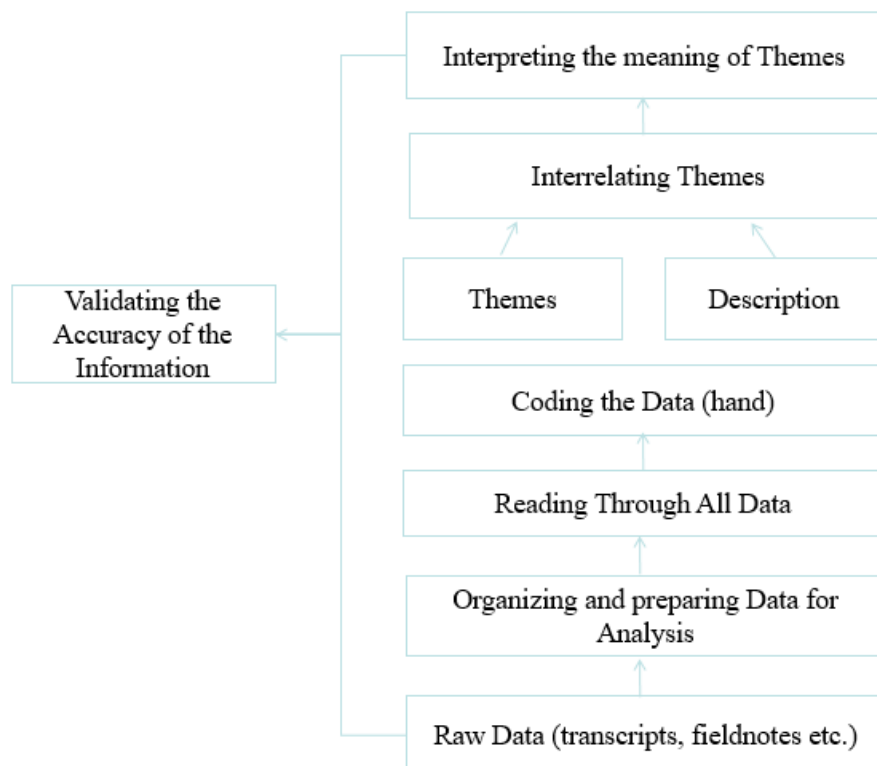 Interpreting the meaning of Themes
Interrelating Themes
Themes
Description
Validating the
Accuracy of the
Information
Coding the Data (hand)
Reading Through All Data
Organizing and preparing Data for
Analysis
Raw Data (transcripts, fieldnotes etc.)